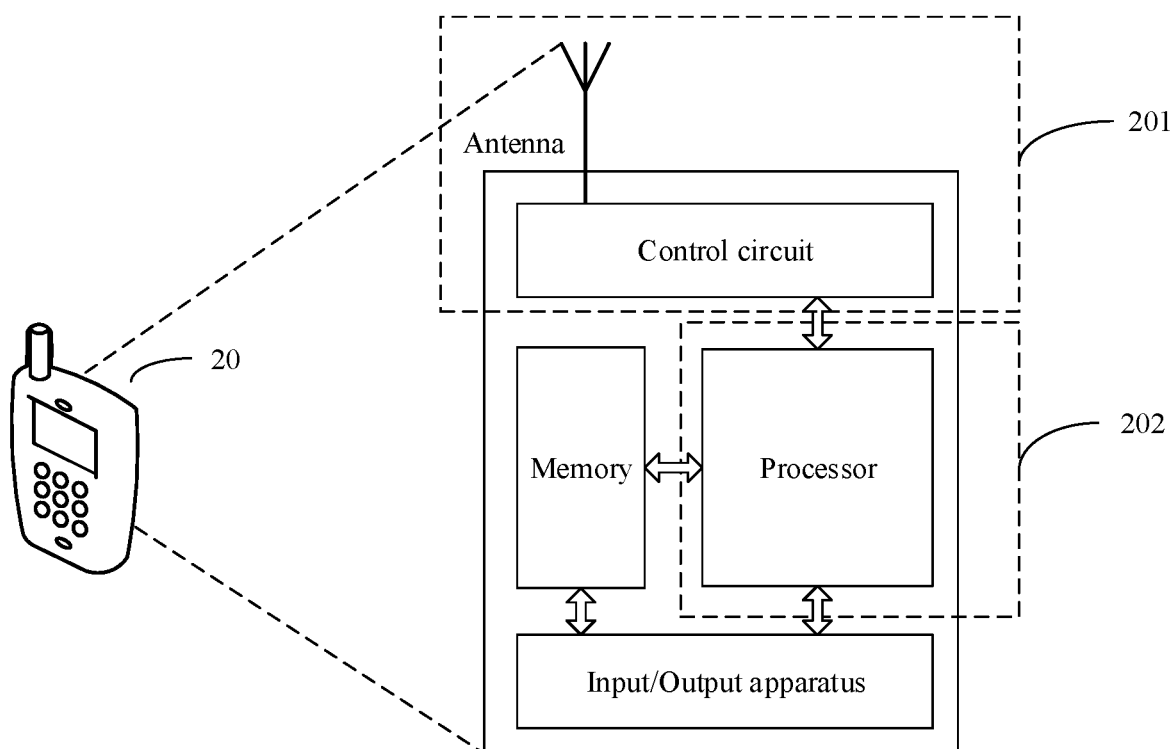 201
Antenna
Control circuit
20
202
Memory
Processor
Input/Output apparatus